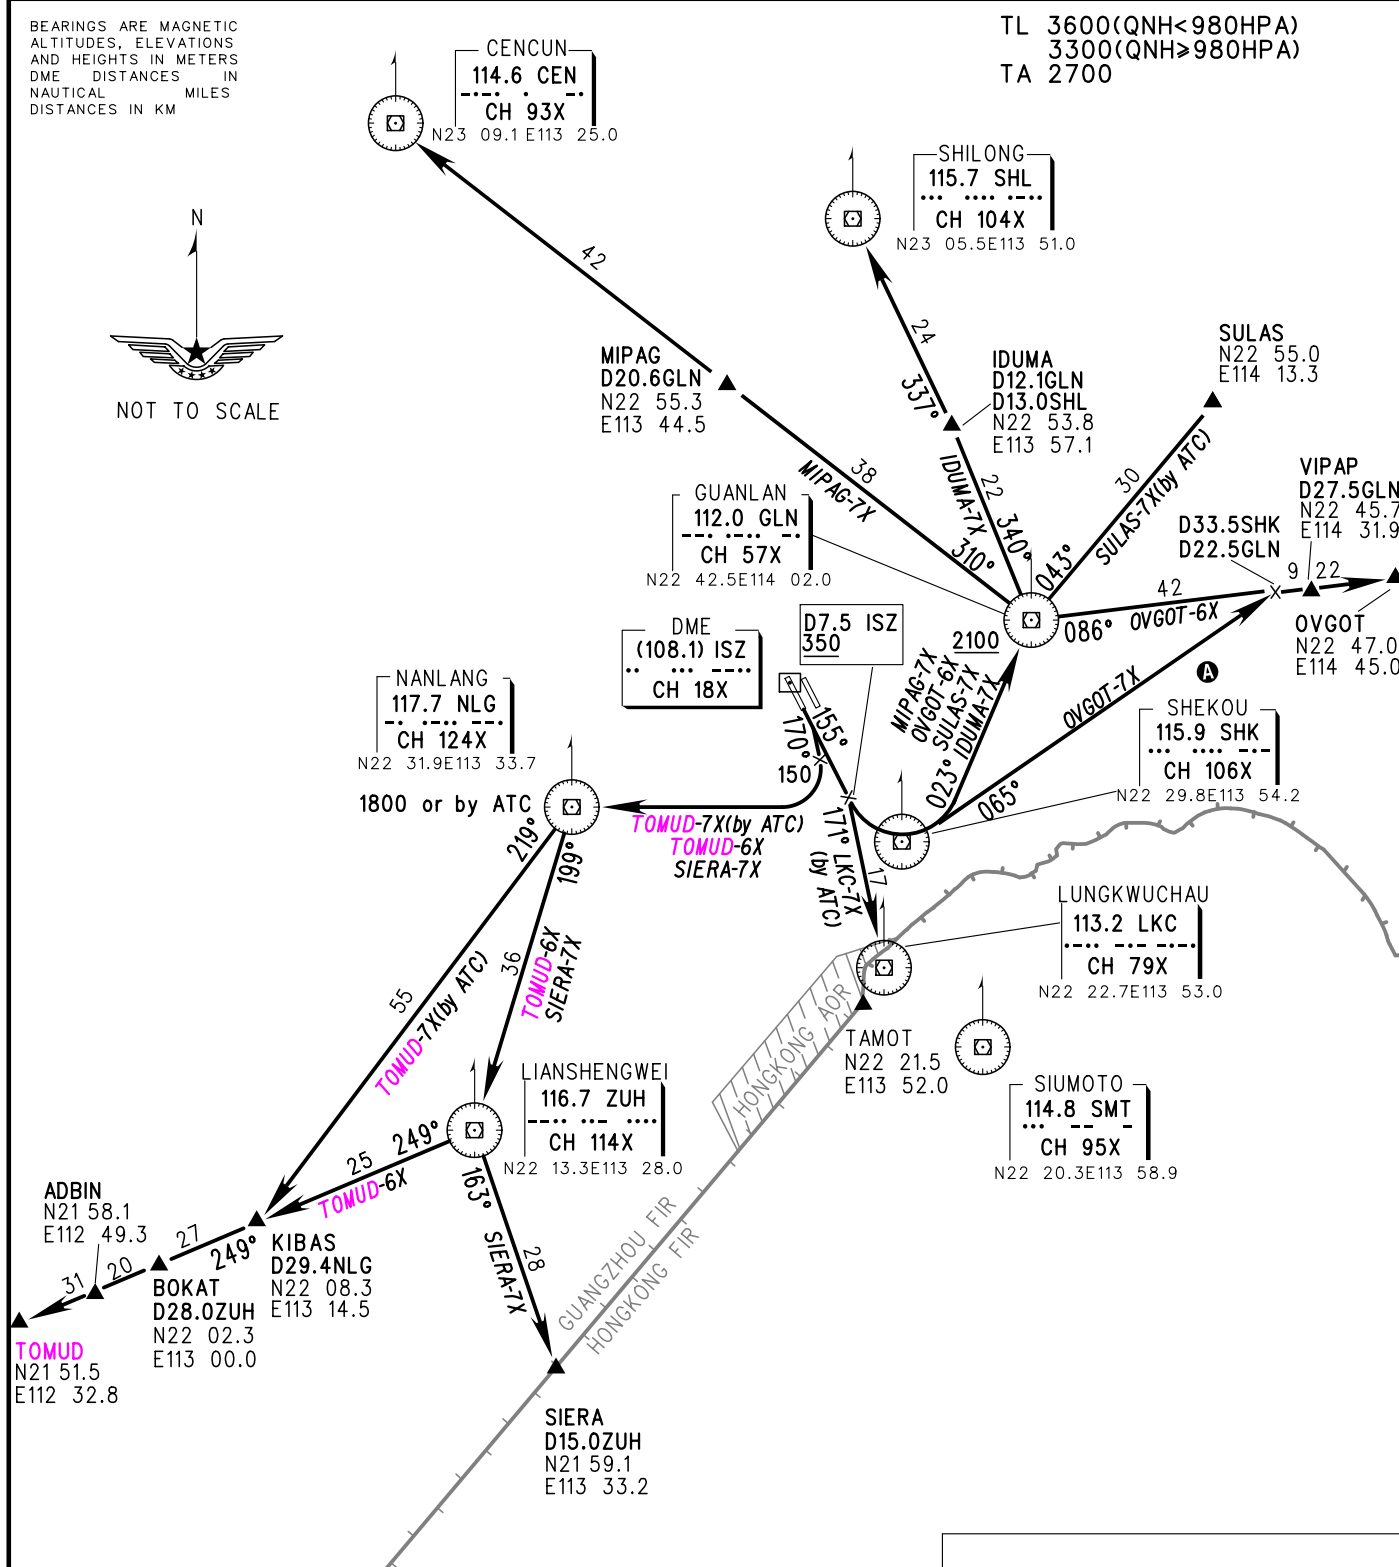 BEARINGS ARE MAGNETIC
ALTITUDES, ELEVATIONS
AND HEIGHTS IN METERS
DME DISTANCES IN
NAUTICAL MILES
DISTANCES IN KM
TL 3600(QNH<980HPA)
3300(QNH≥980HPA)
TA 2700
CENCUN
114.6 CEN
CH 93X
N23 09.1 E113 25.0
SHILONG
115.7 SHL
CH 104X
N23 05.5E113 51.0
N
NOT TO SCALE
42
24
337°
MIPAG
D20.6GLN
N22 55.3
E113 44.5
IDUMA
D12.1GLN
D13.0SHL
N22 53.8
E113 57.1
SULAS
N22 55.0
E114 13.3
38
MIPAG-7X
310°
22
IDUMA-7X
340°
30
SULAS-7X(by ATC)
043°
VIPAP
D27.5GLN
N22 45.7
E114 31.9
D33.5SHK
D22.5GLN
GUANLAN
112.0 GLN
CH 57X
N22 42.5E114 02.0
42
9
22
086° OVGOT-6X
OVGOT
N22 47.0
E114 45.0
DME
(108.1) ISZ
CH 18X
D7.5 ISZ
350
2100
MIPAG-7X
OVGOT-6X
SULAS-7X
IDUMA-7X
023°
OVGOT-7X
065°
A
NANLANG
117.7 NLG
CH 124X
N22 31.9E113 33.7
155°
170°
150
SHEKOU
115.9 SHK
CH 106X
N22 29.8E113 54.2
1800 or by ATC
TOMUD-7X(by ATC)
TOMUD-6X
SIERA-7X
219°
199°
171° LKC-7X
(by ATC)
17
LUNGKWUCHAU
113.2 LKC
CH 79X
N22 22.7E113 53.0
55
TOMUD-7X(by ATC)
36
TOMUD-6X
SIERA-7X
HONGKONG AOR
TAMOT
N22 21.5
E113 52.0
SIUMOTO
114.8 SMT
CH 95X
N22 20.3E113 58.9
LIANSHENGWEI
116.7 ZUH
CH 114X
N22 13.3E113 28.0
249°
25
TOMUD-6X
163°
SIERA-7X
28
GUANGZHOU FIR
HONGKONG FIR
ADBIN
N21 58.1
E112 49.3
27
249°
20
31
KIBAS
D29.4NLG
N22 08.3
E113 14.5
BOKAT
D28.0ZUH
N22 02.3
E113 00.0
TOMUD
N21 51.5
E112 32.8
SIERA
D15.0ZUH
N21 59.1
E113 33.2